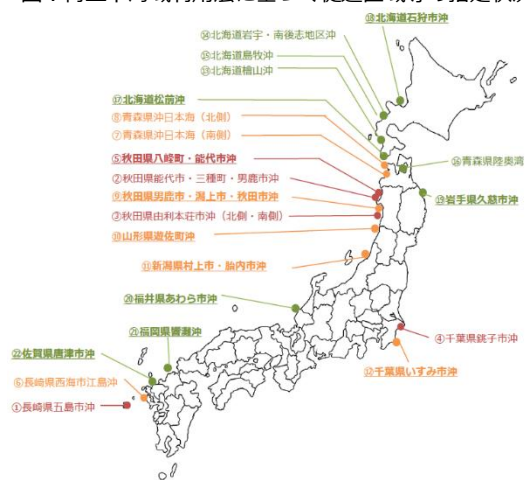 ⑱北海道石狩市沖
⑭北海道岩宇・南後志地区沖
⑮北海道島牧沖
⑬北海道檜山沖
⑰北海道松前沖
⑧青森県沖日本海（北側）
⑦青森県沖日本海（南側）
⑤秋田県八峰町・能代市沖
②秋田県能代市・三種町・男鹿市沖
⑨秋田県男鹿市・潟上市・秋田市沖
③秋田県由利本荘市沖（北側・南側）
⑩山形県遊佐町沖
⑪新潟県村上市・胎内市沖
⑯青森県陸奥湾
⑲岩手県久慈市沖
⑳福井県あわら市沖
㉑福岡県響灘沖
㉒佐賀県唐津市沖
⑥長崎県西海市江島沖
①長崎県五島市沖
④千葉県銚子市沖
⑫千葉県いすみ市沖